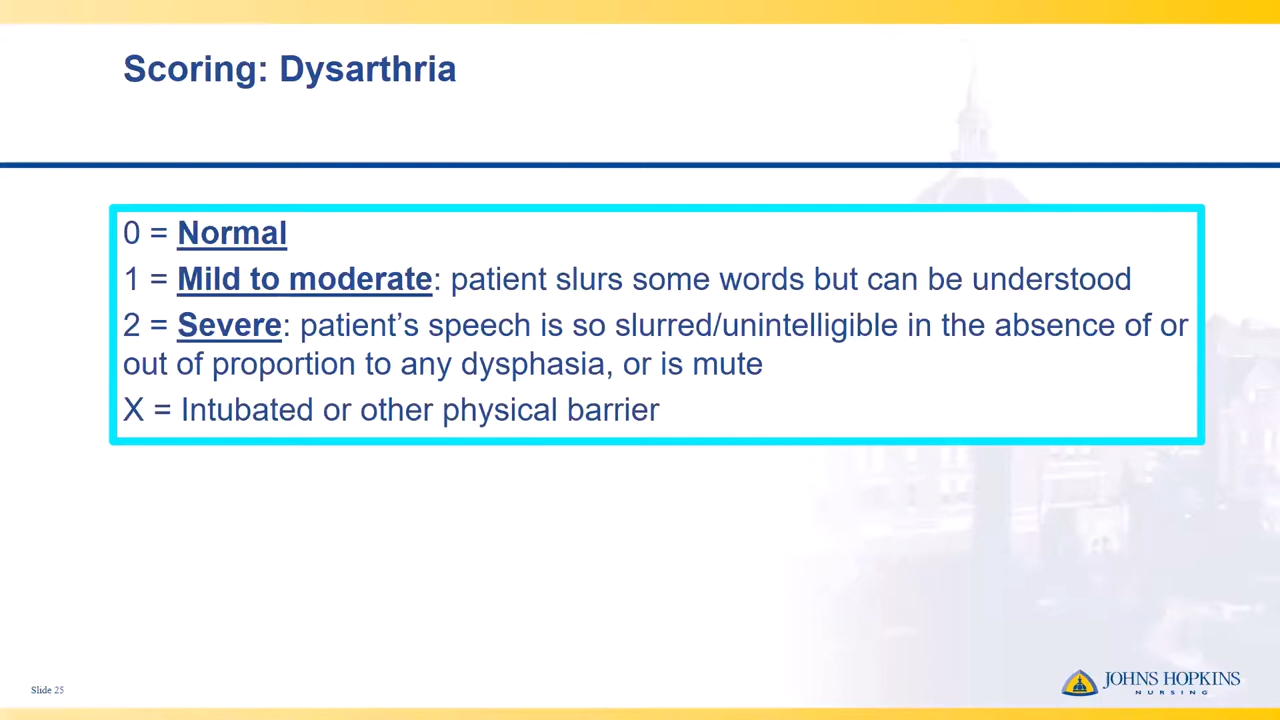 Scoring: Dysarthria
0 = Normal
1 = Mild to moderate: patient slurs some words but can be understood
2 = Severe: patient’s speech is so slurred/unintelligible in the absence of or
out of proportion to any dysphasia, or is mute
X = Intubated or other physical barrier
Slide 25
JOHNS HOPKINS
NURSING